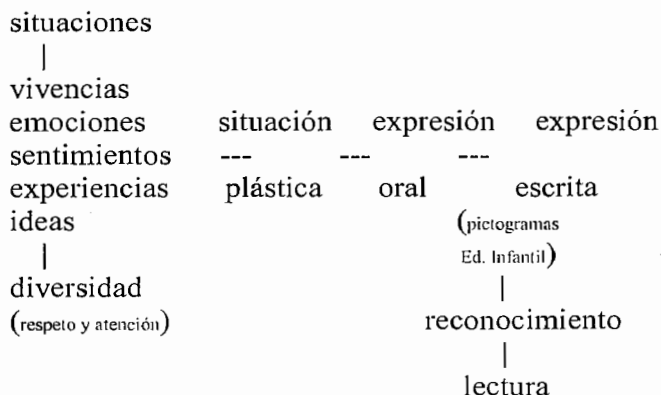 situaciones
|
vivencias
emociones situación expresión expresión
sentimientos --- --- ---
experiencias plástica oral escrita
ideas (pictogramas
| Ed. Infantil)
diversidad |
(respeto y atención) reconocimiento
|
lectura